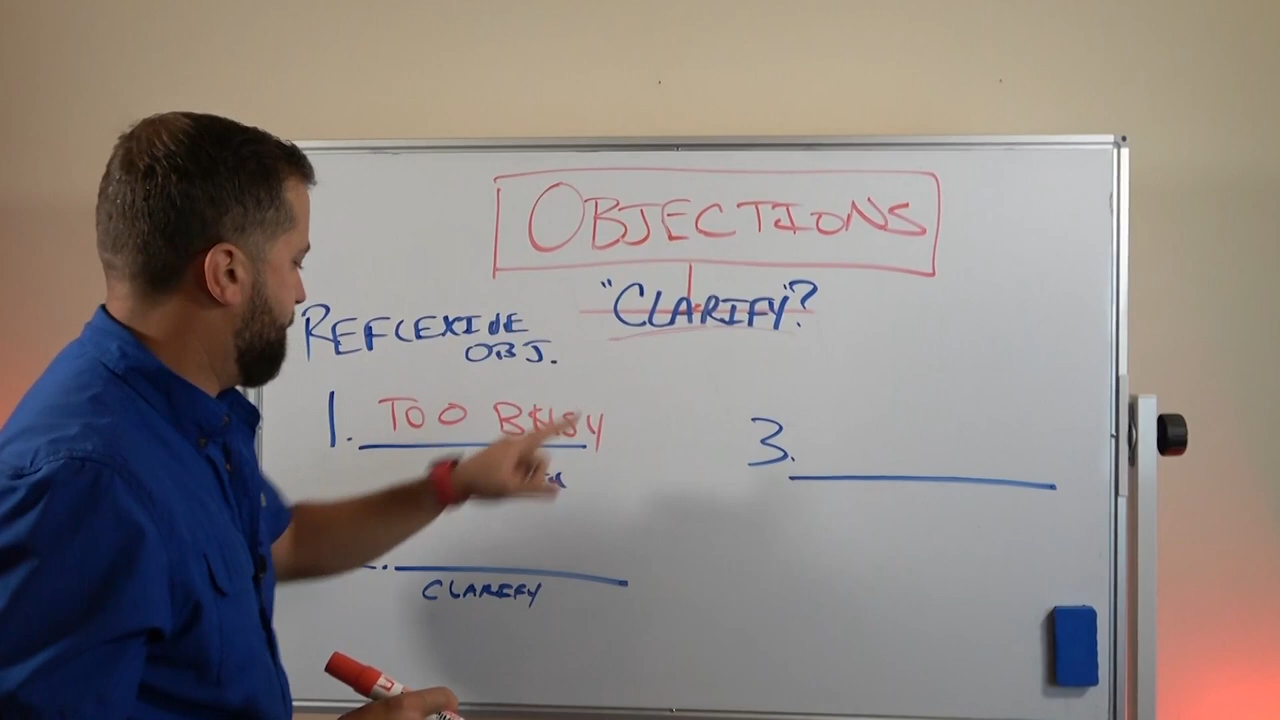 OBJECTIONS
"CLARIFY"?
REFLEXIVE
OBJ.
1. TOO BUSY
3.
CLARIFY